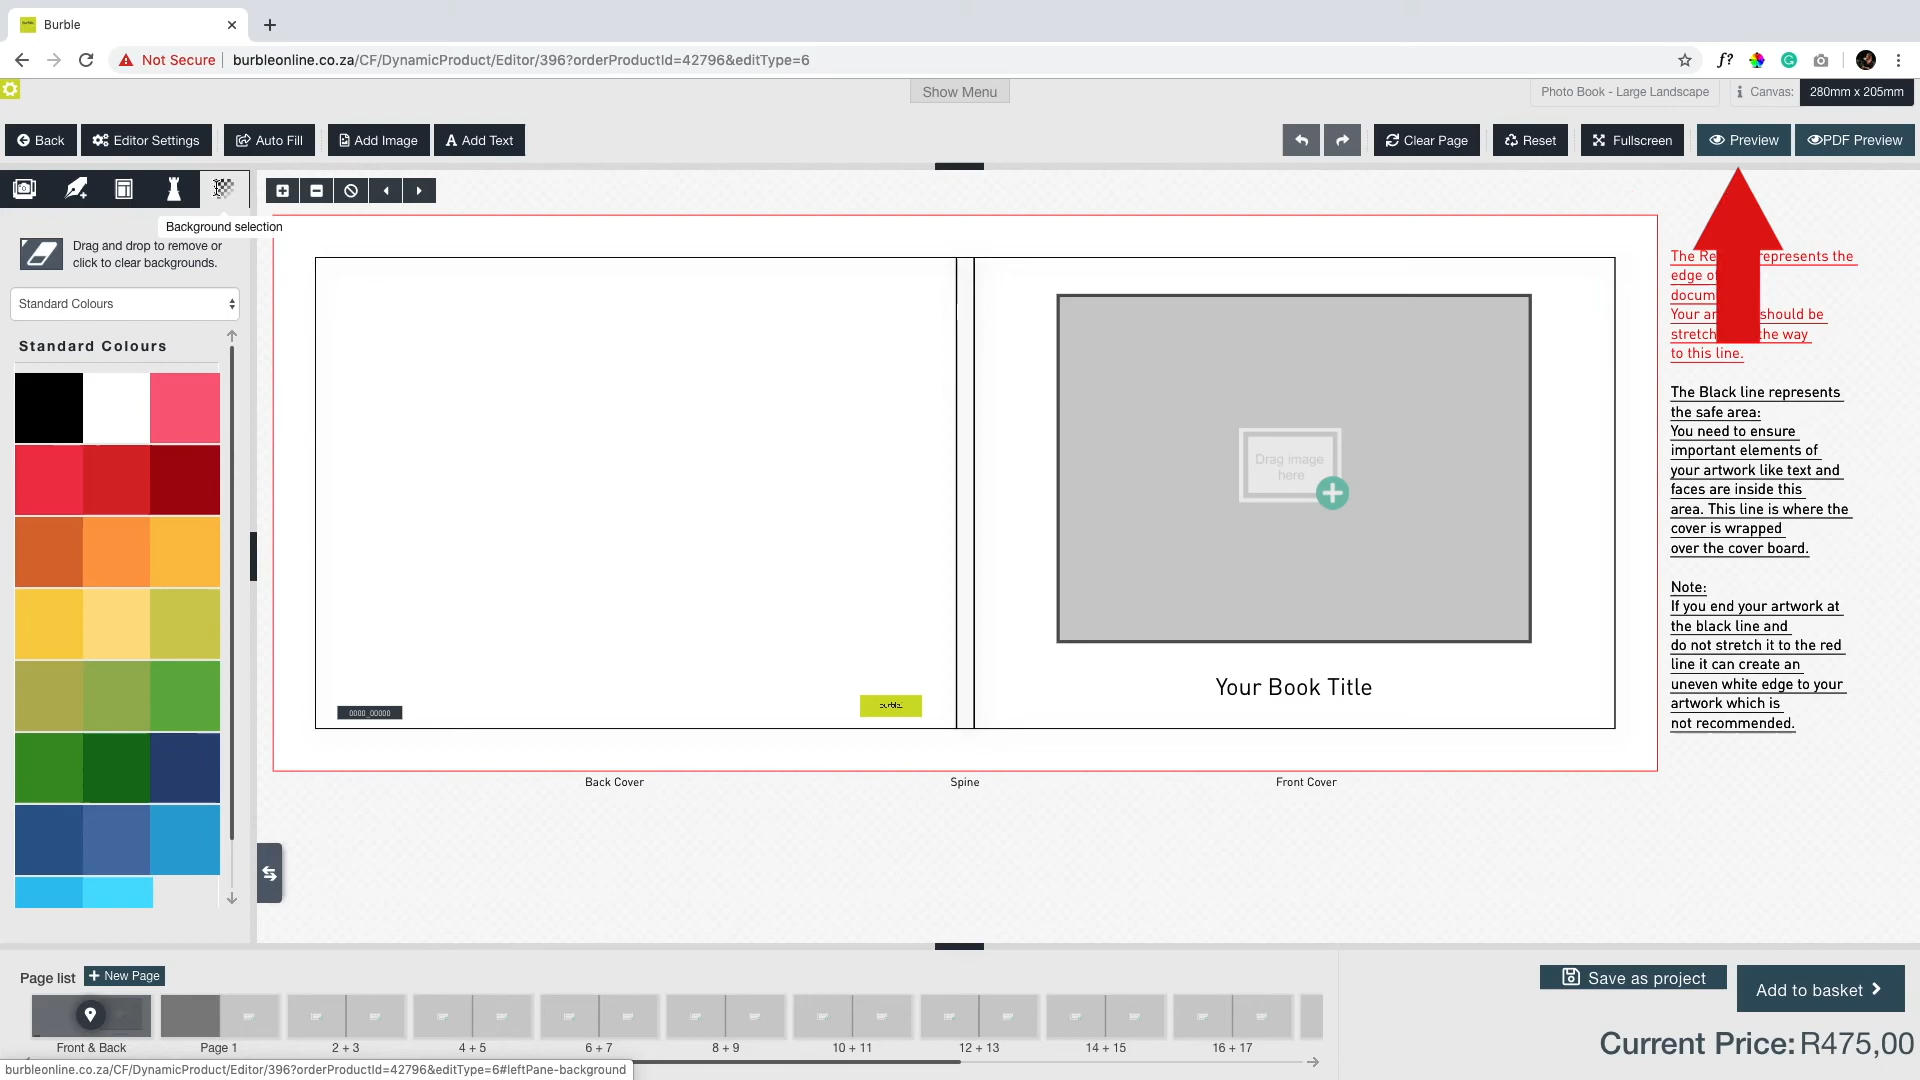 Burble
Not Secure
burbleonline.co.za/CF/DynamicProduct/Editor/396?orderProductId=42796&editType=6
f?
Show Menu
Photo Book - Large Landscape
Canvas:
280mm x 205mm
Back
Editor Settings
Auto Fill
Add Image
A Add Text
Clear Page
Reset
Fullscreen
Preview
PDF Preview
Background selection
Drag and drop to remove or
click to clear backgrounds.
Standard Colours
Standard Colours
Drag image
here
Your Book Title
0000_00000
burble!
Back Cover
Spine
Front Cover
The Re represents the
edge o
docum
Your ar should be
stretch the way
to this line.
The Black line represents
the safe area:
You need to ensure
important elements of
your artwork like text and
faces are inside this
area. This line is where the
cover is wrapped
over the cover board.
Note:
If you end your artwork at
the black line and
do not stretch it to the red
line it can create an
uneven white edge to your
artwork which is
not recommended.
Page list
New Page
Front & Back
Page 1
2 + 3
4 + 5
6 + 7
8 + 9
10 + 11
12 + 13
14 + 15
16 + 17
Save as project
Add to basket
Current Price: R475,00
burbleonline.co.za/CF/DynamicProduct/Editor/396?orderProductId=42796&editType=6#leftPane-background